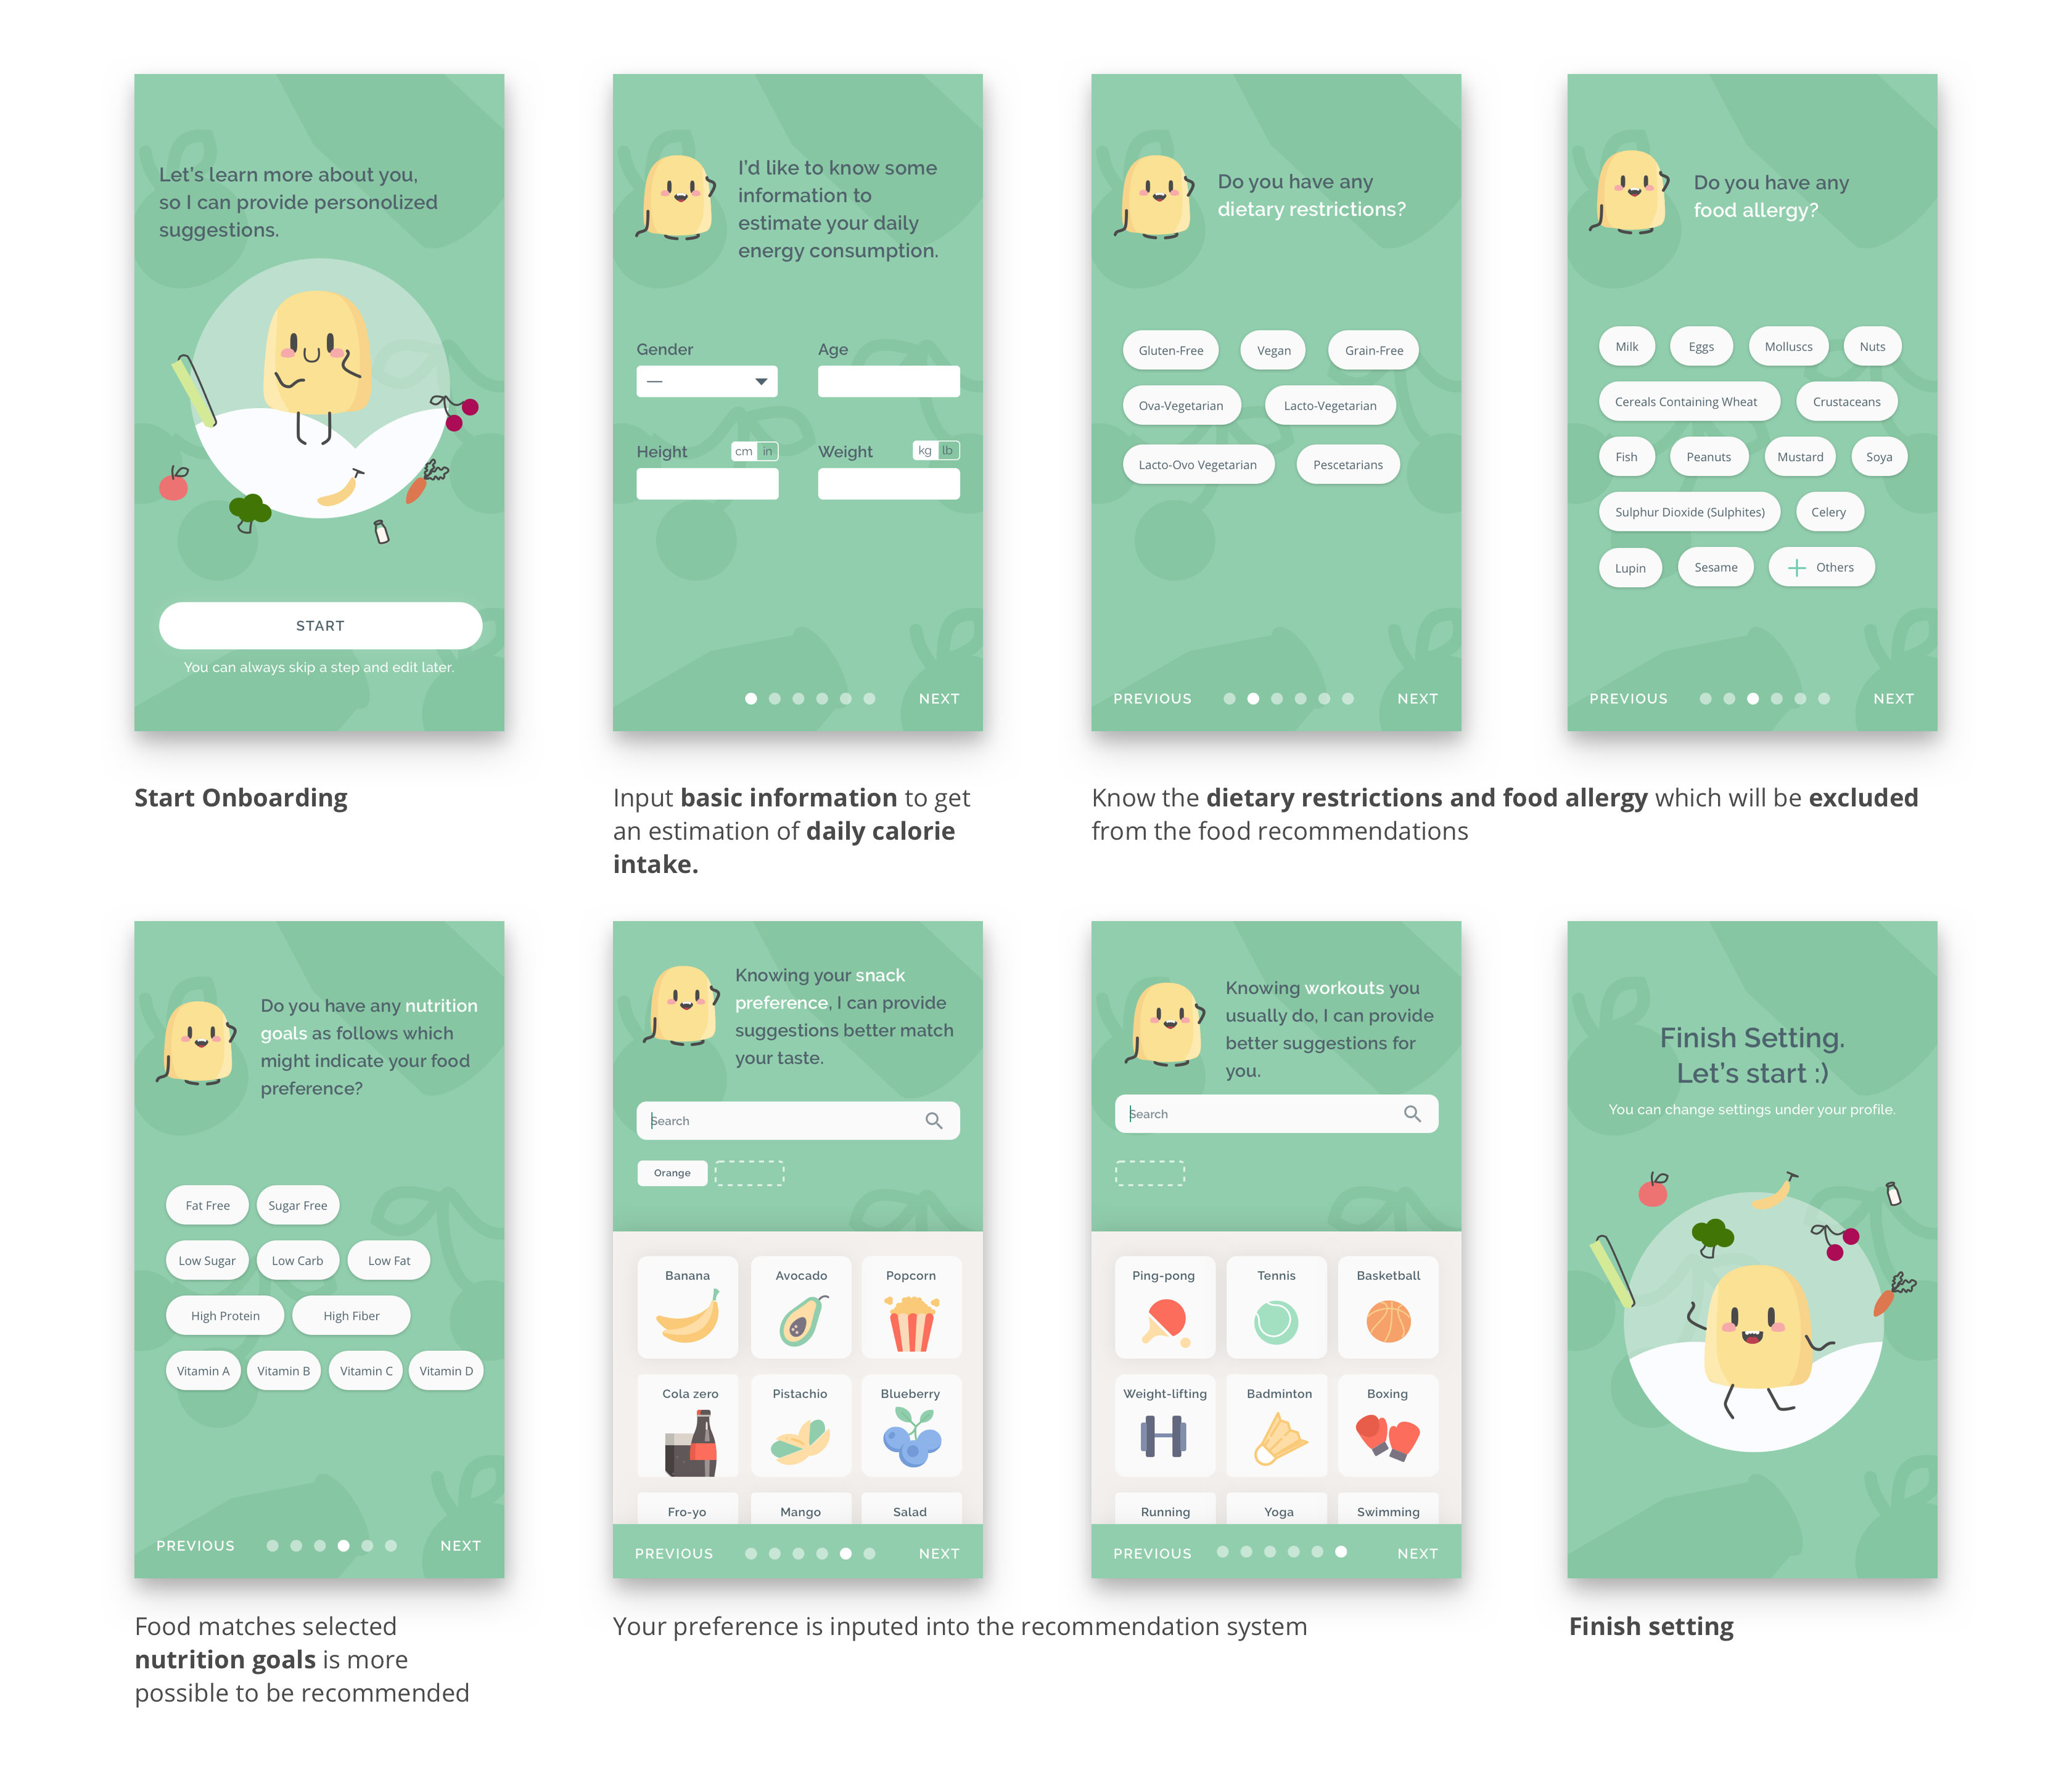 Let's learn more about you,
so I can provide personolized
suggestions.
START
You can always skip a step and edit later.
I'd like to know some
information to
estimate your daily
energy consumption.
Gender
Age
—
Height
cm in
Weight
kg lb
NEXT
Do you have any
dietary restrictions?
Gluten-Free
Vegan
Grain-Free
Ova-Vegetarian
Lacto-Vegetarian
Lacto-Ovo Vegetarian
Pescetarians
PREVIOUS
NEXT
Do you have any
food allergy?
Milk
Eggs
Molluscs
Nuts
Cereals Containing Wheat
Crustaceans
Fish
Peanuts
Mustard
Soya
Sulphur Dioxide (Sulphites)
Celery
Lupin
Sesame
Others
PREVIOUS
NEXT
Start Onboarding
Input basic information to get
an estimation of daily calorie
intake.
Know the dietary restrictions and food allergy which will be excluded
from the food recommendations
Do you have any nutrition
goals as follows which
might indicate your food
preference?
Fat Free
Sugar Free
Low Sugar
Low Carb
Low Fat
High Protein
High Fiber
Vitamin A
Vitamin B
Vitamin C
Vitamin D
PREVIOUS
NEXT
Knowing your snack
preference, I can provide
suggestions better match
your taste.
Search
Orange
Banana
Avocado
Popcorn
Cola zero
Pistachio
Blueberry
Fro-yo
Mango
Salad
PREVIOUS
NEXT
Knowing workouts you
usually do, I can provide
better suggestions for
you.
Search
Ping-pong
Tennis
Basketball
Weight-lifting
Badminton
Boxing
Running
Yoga
Swimming
PREVIOUS
NEXT
Finish Setting.
Let's start :)
You can change settings under your profile.
Food matches selected
nutrition goals is more
possible to be recommended
Your preference is inputed into the recommendation system
Finish setting